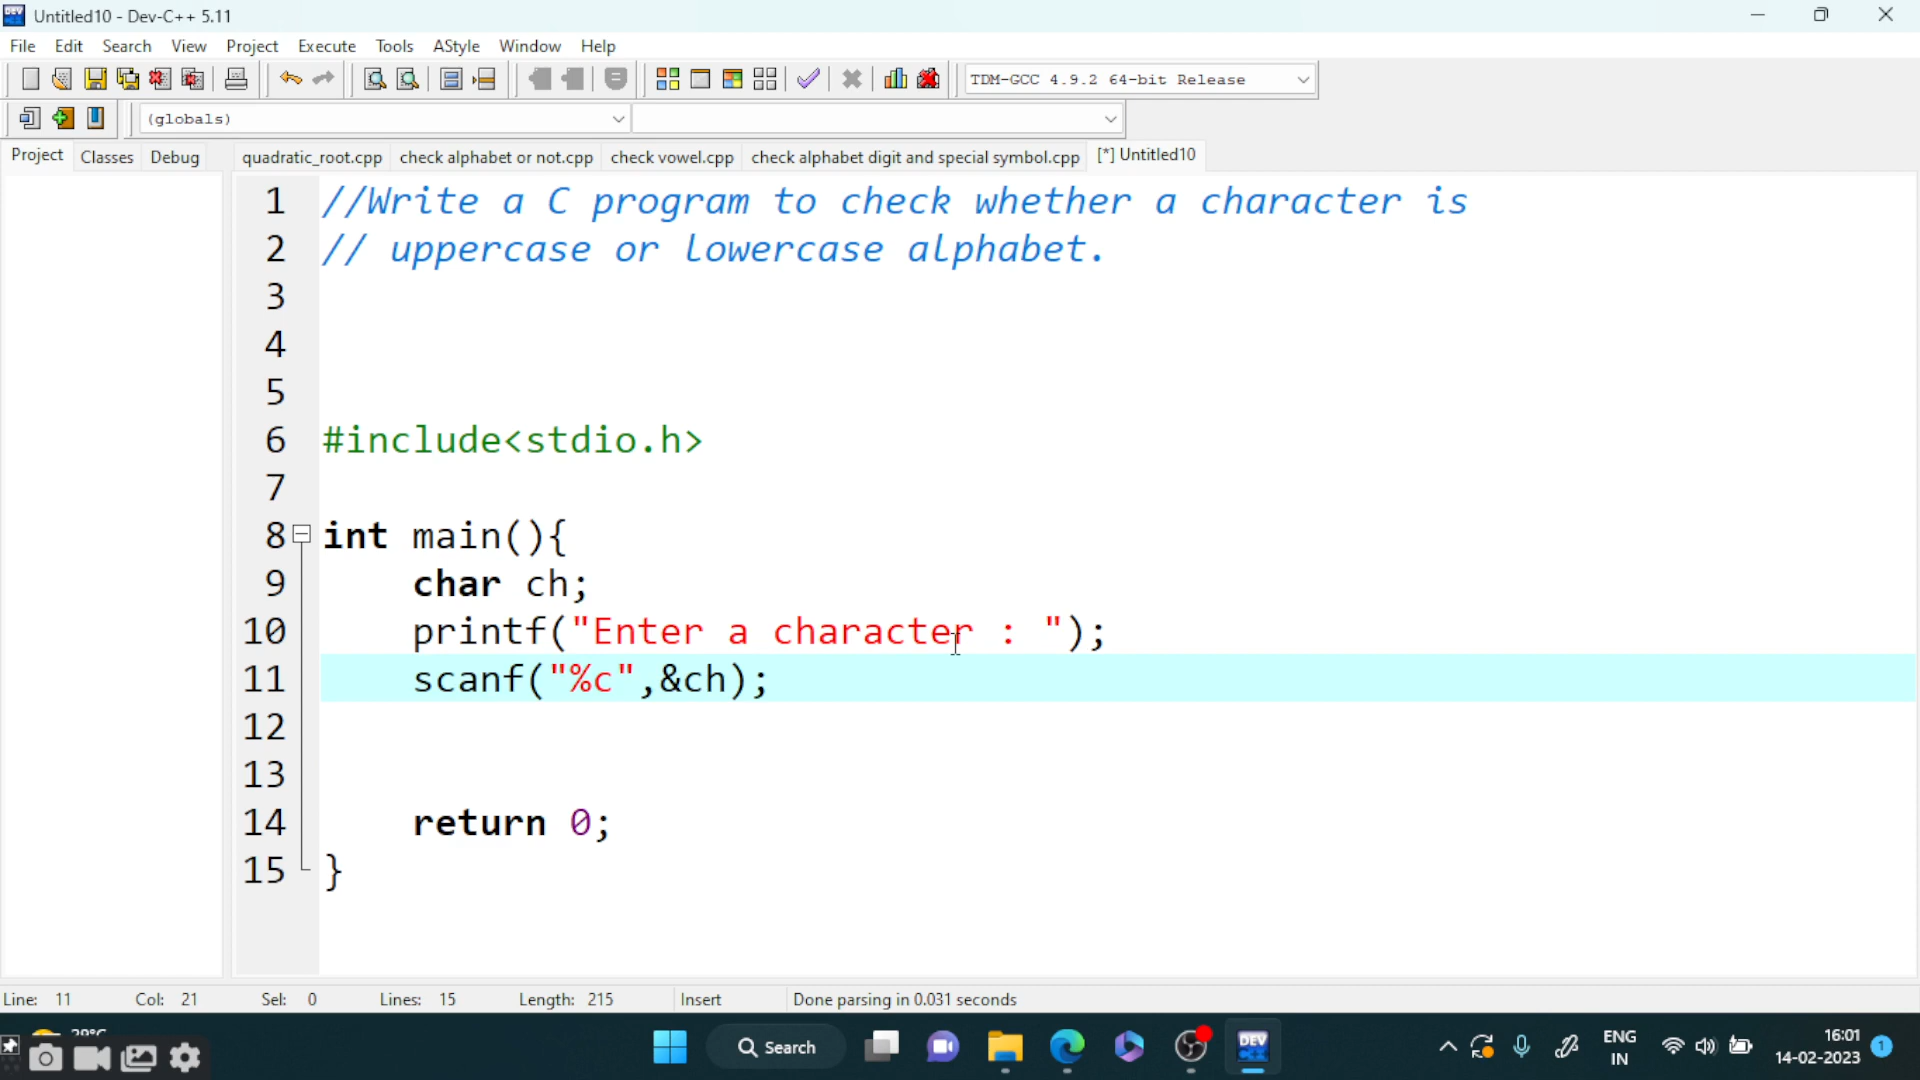 Untitled10 - Dev-C++ 5.11
File Edit Search View Project Execute Tools AStyle Window Help
TDM-GCC 4.9.2 64-bit Release
(globals)
Project Classes Debug quadratic_root.cpp check alphabet or not.cpp check vowel.cpp check alphabet digit and special symbol.cpp [*] Untitled10
1 //Write a C program to check whether a character is
2 // uppercase or lowercase alphabet.
3
4
5
6 #include<stdio.h>
7
8 int main(){
9 char ch;
10 printf("Enter a character : ");
11 scanf("%c",&ch);
12
13
14 return 0;
15 }
Line: 11 Col: 21 Sel: 0 Lines: 15 Length: 215 Insert Done parsing in 0.031 seconds
Search
DEV
ENG
IN
16:01
14-02-2023
1